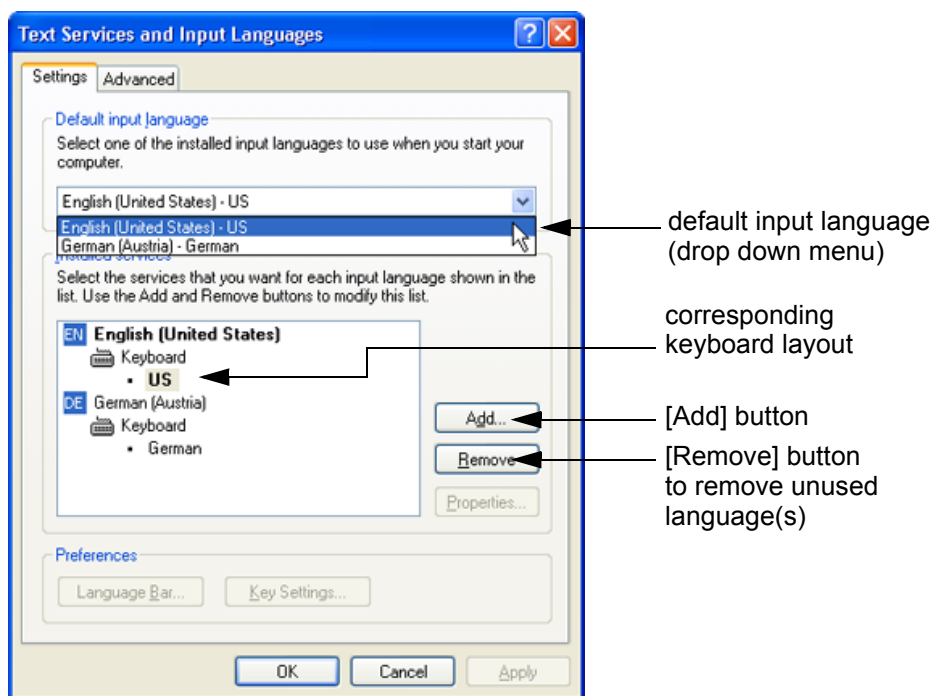 Text Services and Input Languages
Settings
Advanced
Default input language
Select one of the installed input languages to use when you start your
computer.
English (United States) - US
English (United States) - US
German (Austria) - German
default input language
(drop down menu)
Installed services
Select the services that you want for each input language shown in the
list. Use the Add and Remove buttons to modify this list.
EN English (United States)
Keyboard
• US
DE German (Austria)
Keyboard
• German
corresponding
keyboard layout
Add...
[Add] button
Remove
[Remove] button
to remove unused
language(s)
Properties...
Preferences
Language Bar...
Key Settings...
OK
Cancel
Apply